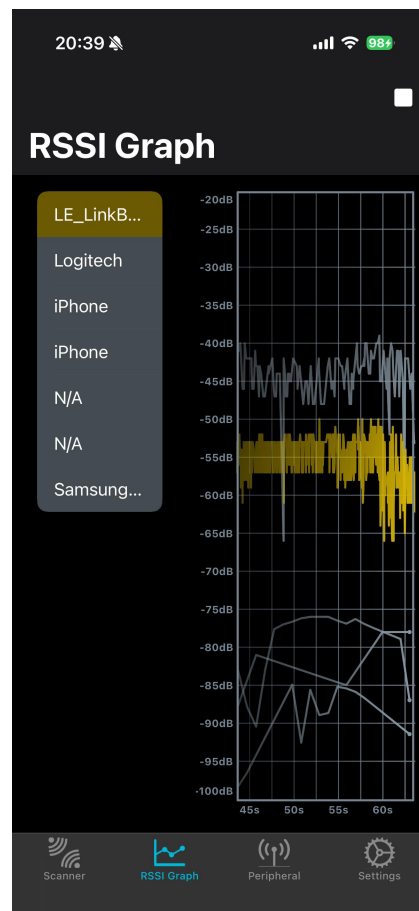 20:39
98
RSSI Graph
LE_LinkB...
Logitech
iPhone
iPhone
N/A
N/A
Samsung...
-20dB
-25dB
-30dB
-35dB
-40dB
-45dB
-50dB
-55dB
-60dB
-65dB
-70dB
-75dB
-80dB
-85dB
-90dB
-95dB
-100dB
45s 50s 55s 60s
Scanner RSSI Graph Peripheral Settings